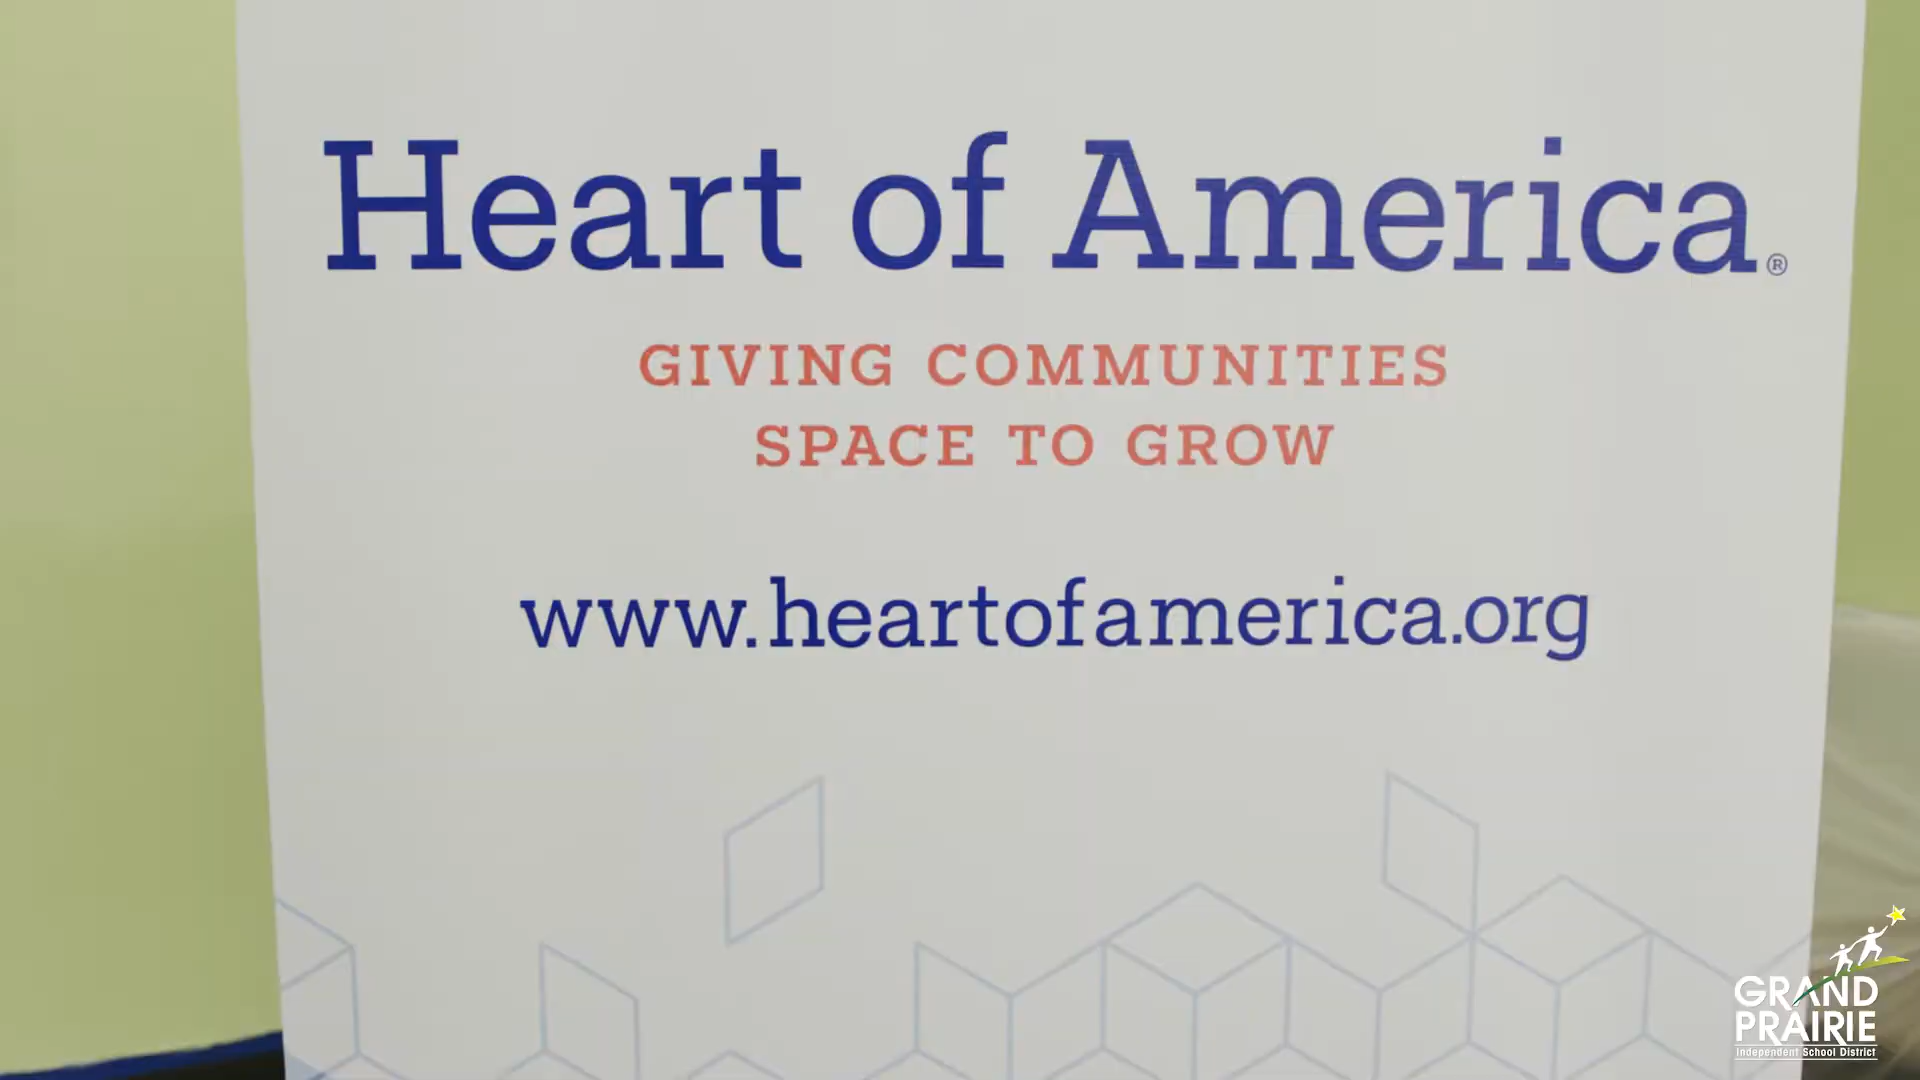 Heart of America®
GIVING COMMUNITIES
SPACE TO GROW
www.heartofamerica.org
GRAND
PRAIRIE
Independent School District